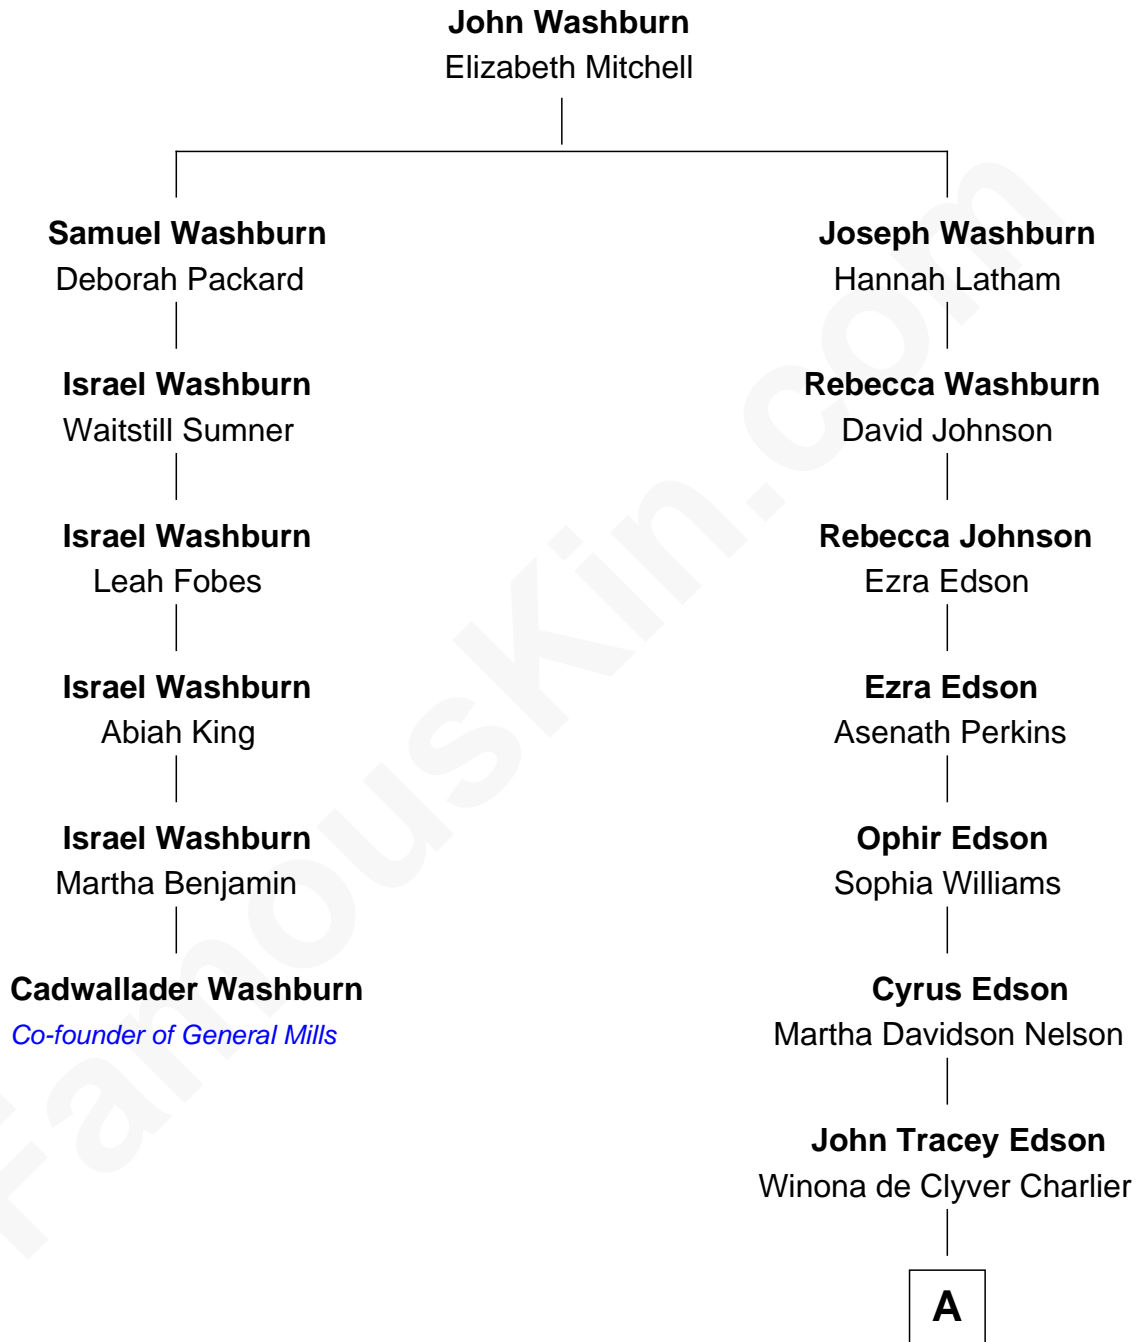 John Washburn
Elizabeth Mitchell
Samuel Washburn
Deborah Packard
Joseph Washburn
Hannah Latham
Israel Washburn
Waitstill Sumner
Rebecca Washburn
David Johnson
Israel Washburn
Leah Fobes
Rebecca Johnson
Ezra Edson
Israel Washburn
Abiah King
Ezra Edson
Asenath Perkins
Israel Washburn
Martha Benjamin
Ophir Edson
Sophia Williams
Cadwallader Washburn
Co-founder of General Mills
Cyrus Edson
Martha Davidson Nelson
John Tracey Edson
Winona de Clyver Charlier
A
FamousKin.com